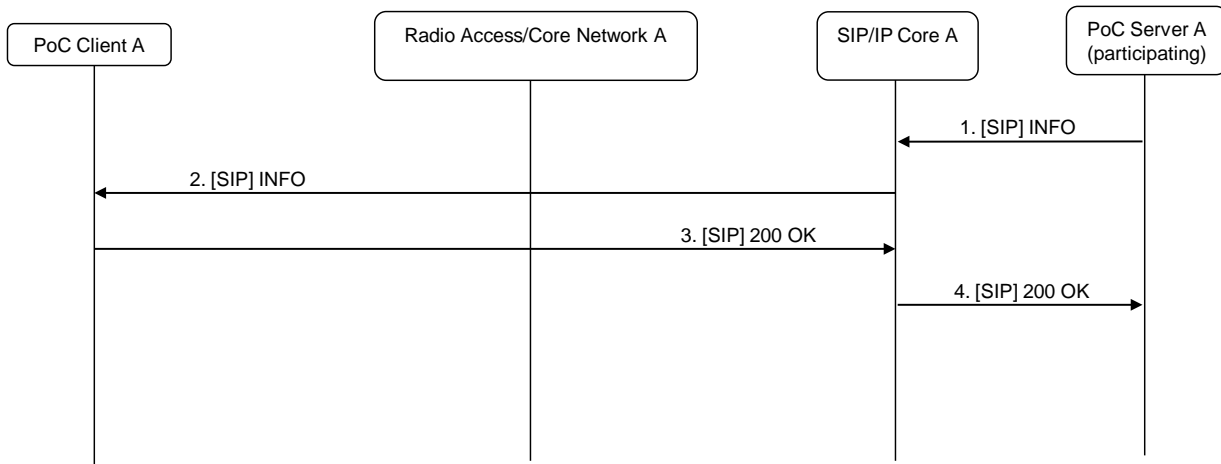 PoC Client A
Radio Access/Core Network A
SIP/IP Core A
PoC Server A
(participating)
1. [SIP] INFO
2. [SIP] INFO
3. [SIP] 200 OK
4. [SIP] 200 OK